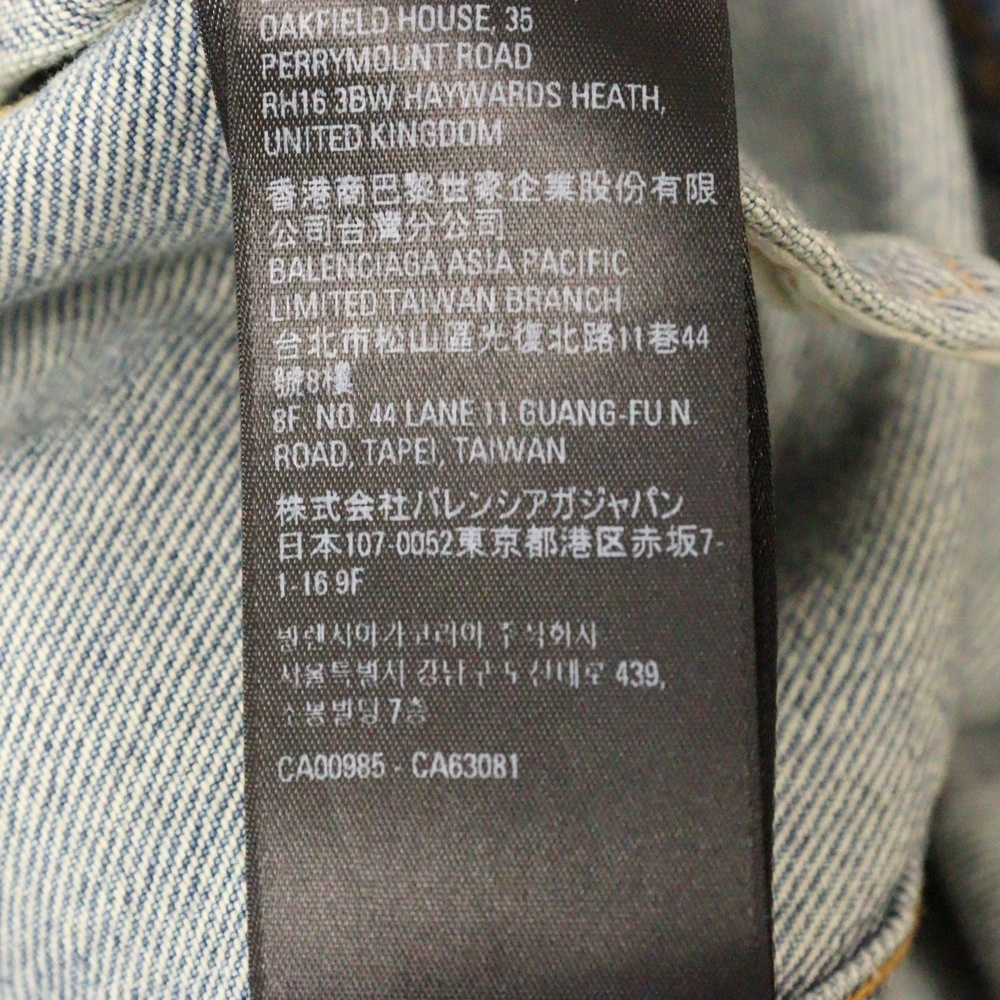 OAKFIELD HOUSE, 35
PERRYMOUNT ROAD
RH16 3BW HAYWARDS HEATH,
UNITED KINGDOM
香港商巴黎世家企業股份有限
公司台灣分公司
BALENCIAGA ASIA PACIFIC
LIMITED TAIWAN BRANCH
台北市松山區光復北路11巷44
號8樓
8F NO. 44 LANE 11 GUANG-FU N.
ROAD, TAPEI, TAIWAN
株式会社バレンシアガジャパン
日本107-0052東京都港区赤坂7-
1-16 9F
발렌시아가코리아 주식회사
서울특별시 강남구 도산대로 439,
소봉빌딩 7층
CA00985 - CA63081